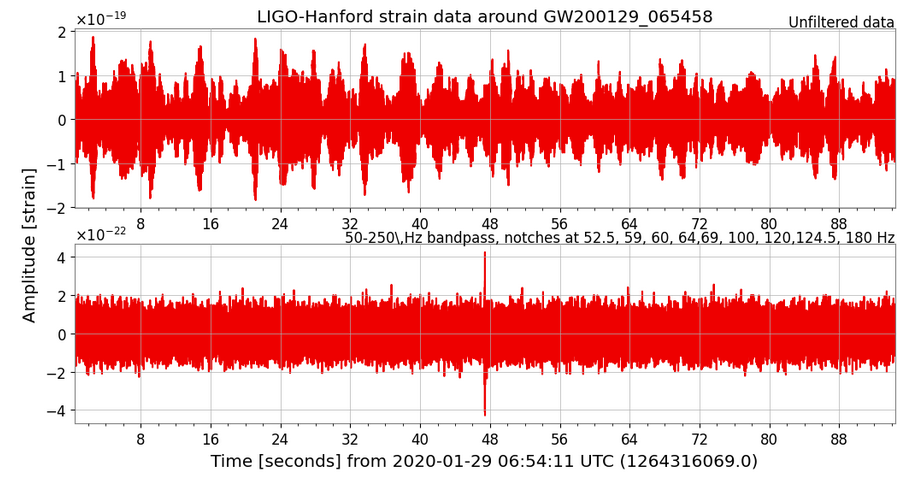 LIGO-Hanford strain data around GW200129_065458
×10⁻¹⁹
Unfiltered data
2
1
0
−1
−2
8 16 24 32 40 48 56 64 72 80 88
×10⁻²²
50-250\,Hz bandpass, notches at 52.5, 59, 60, 64,69, 100, 120,124.5, 180 Hz
4
2
0
−2
−4
8 16 24 32 40 48 56 64 72 80 88
Amplitude [strain]
Time [seconds] from 2020-01-29 06:54:11 UTC (1264316069.0)